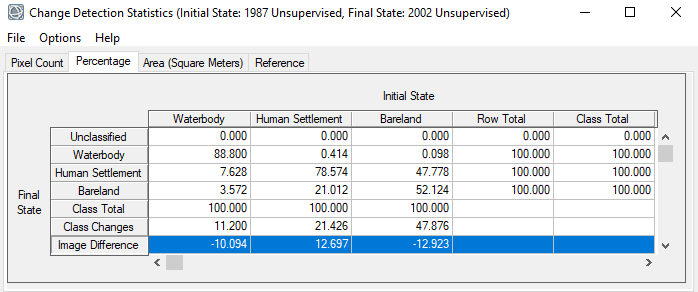 Change Detection Statistics (Initial State: 1987 Unsupervised, Final State: 2002 Unsupervised)
File Options Help
Pixel Count Percentage Area (Square Meters) Reference
Initial State
Waterbody Human Settlement Bareland Row Total Class Total
Unclassified 0.000 0.000 0.000 0.000 0.000
Waterbody 88.800 0.414 0.098 100.000 100.000
Human Settlement 7.628 78.574 47.778 100.000 100.000
Final State
Bareland 3.572 21.012 52.124 100.000 100.000
Class Total 100.000 100.000 100.000
Class Changes 11.200 21.426 47.876
Image Difference -10.094 12.697 -12.923